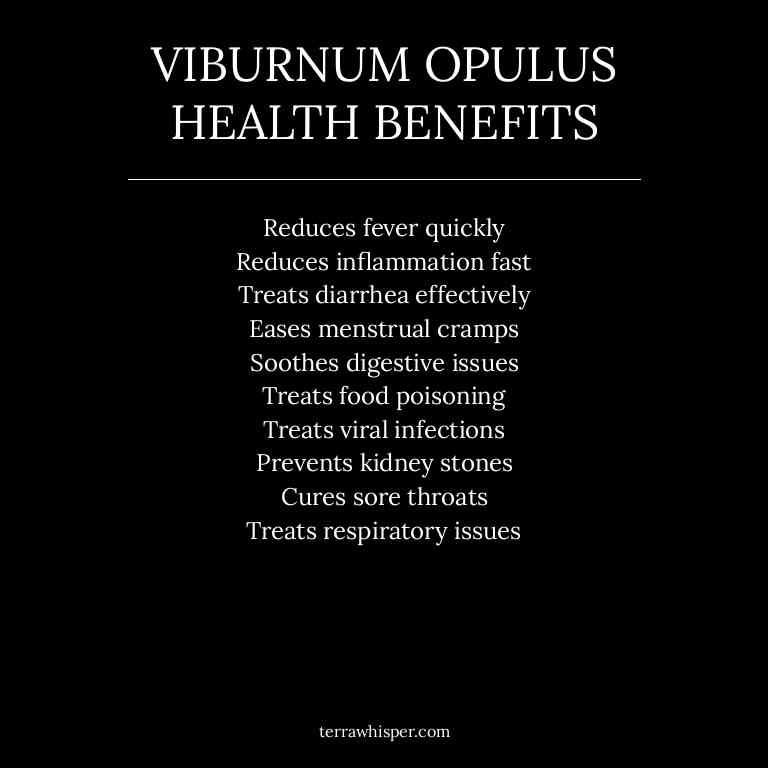 VIBURNUM OPULUS
HEALTH BENEFITS
Reduces fever quickly
Reduces inflammation fast
Treats diarrhea effectively
Eases menstrual cramps
Soothes digestive issues
Treats food poisoning
Treats viral infections
Prevents kidney stones
Cures sore throats
Treats respiratory issues
terrawhisper.com